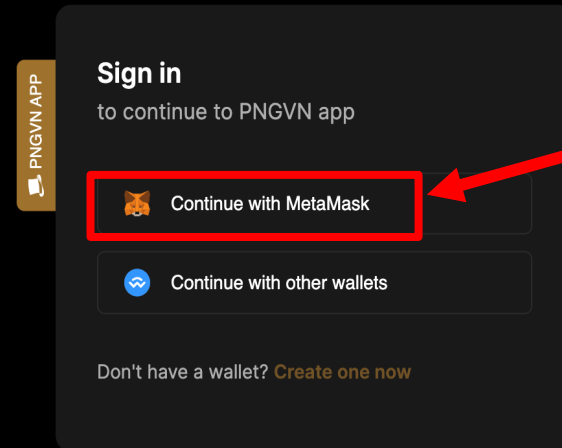 Sign in
to continue to PNGVN app
PNGVN APP
Continue with MetaMask
Continue with other wallets
Don't have a wallet? Create one now